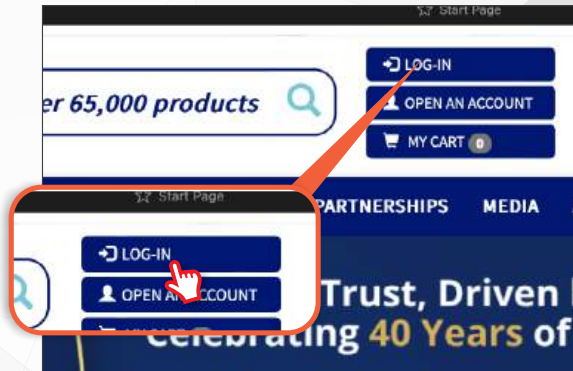 Start Page
LOG-IN
er 65,000 products
OPEN AN ACCOUNT
MY CART 0
PARTNERSHIPS MEDIA
Start Page
LOG-IN
OPEN AN ACCOUNT
Trust, Driven
Celebrating 40 Years of